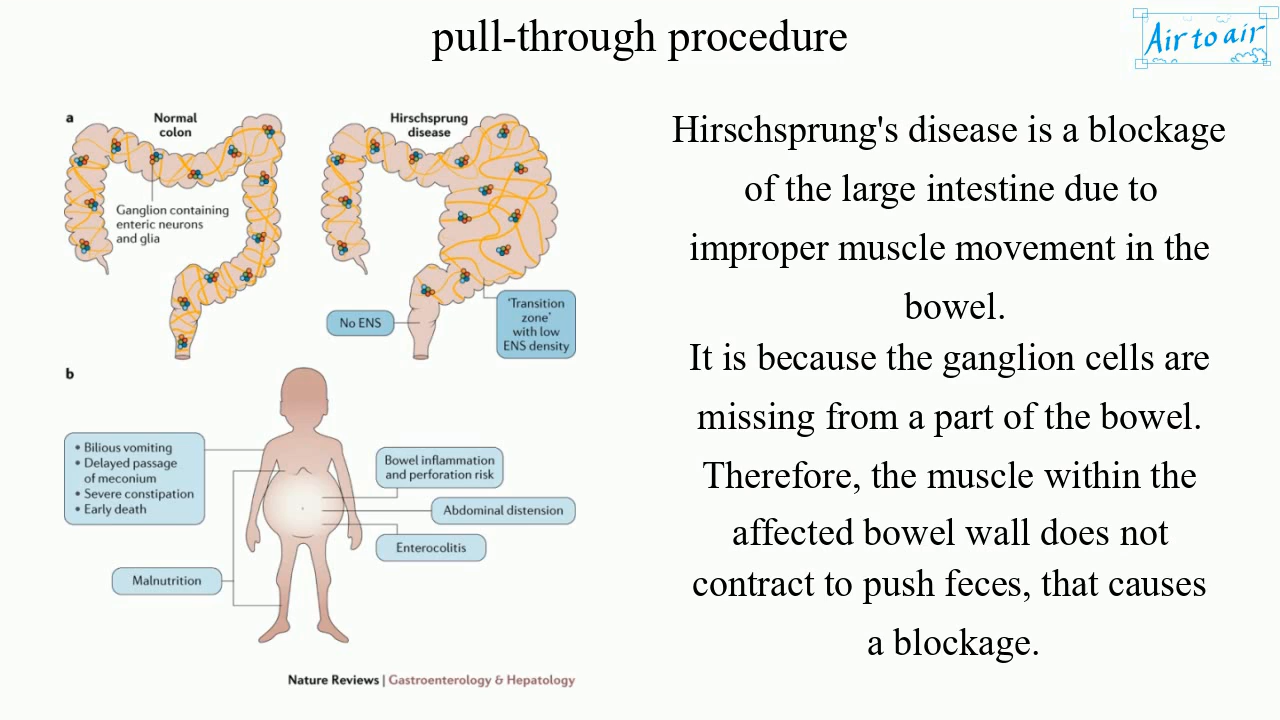 pull-through procedure
Air to air
a
Normal
colon
Hirschsprung
disease
Ganglion containing
enteric neurons
and glia
No ENS
'Transition
zone'
with low
ENS density
b
• Bilious vomiting
• Delayed passage
of meconium
• Severe constipation
• Early death
Malnutrition
Bowel inflammation
and perforation risk
Abdominal distension
Enterocolitis
Nature Reviews | Gastroenterology & Hepatology
Hirschsprung's disease is a blockage
of the large intestine due to
improper muscle movement in the
bowel.
It is because the ganglion cells are
missing from a part of the bowel.
Therefore, the muscle within the
affected bowel wall does not
contract to push feces, that causes
a blockage.